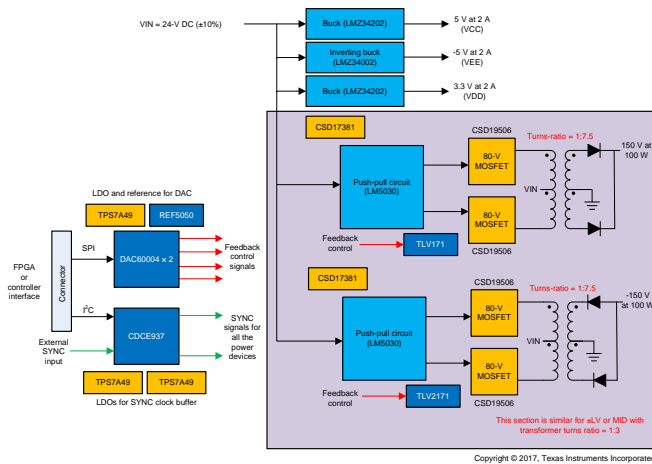 VIN = 24-V DC (±10%)
Buck
(LMZ34202)
5 V at 2 A
(VCC)
Inverting buck
(LMZ34002)
-5 V at 2 A
(VEE)
Buck
(LMZ34202)
3.3 V at 2 A
(VDD)
CSD17381
CSD19506
Turns-ratio = 1:7.5
Push-pull circuit
(LM5030)
80-V
MOSFET
VIN
150 V at
100 W
80-V
MOSFET
CSD19506
Feedback
control
TLV171
LDO and reference for DAC
TPS7A49
REF5050
FPGA
or
controller
interface
Connector
SPI
DAC60004 × 2
Feedback
control
signals
I²C
CDCE937
SYNC
signals for
all the
power
devices
External
SYNC
input
TPS7A49
TPS7A49
LDOs for SYNC clock buffer
CSD17381
CSD19506
Turns-ratio = 1:7.5
Push-pull circuit
(LM5030)
80-V
MOSFET
VIN
-150 V
at 100 W
80-V
MOSFET
CSD19506
Feedback
control
TLV2171
This section is similar for ±LV or MID with
transformer turns ratio = 1:3
Copyright © 2017, Texas Instruments Incorporated